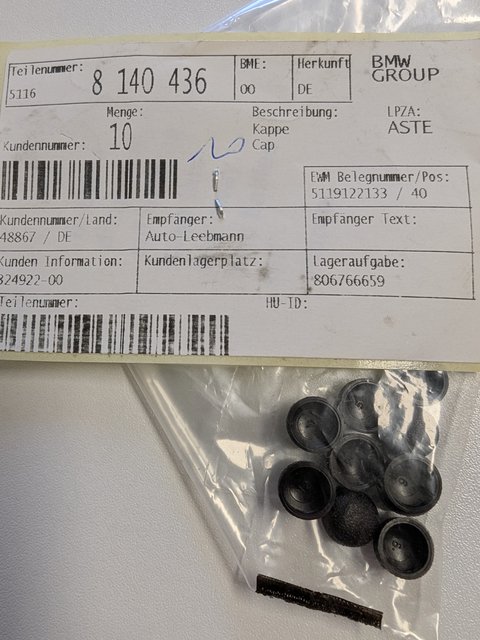 Teilenummer:
5116 8 140 436
BME:
00
Herkunft
DE
BMW
GROUP
Kundennummer:
Menge:
10
Beschreibung:
Kappe
Cap
LPZA:
ASTE
EWM Belegnummer/Pos:
5119122133 / 40
Kundennummer/Land:
48867 / DE
Empfänger:
Auto-Leebmann
Empfänger Text:
Kunden Information:
324922-00
Kundenlagerplatz:
Lageraufgabe:
806766659
Teilenummer:
HU-ID: